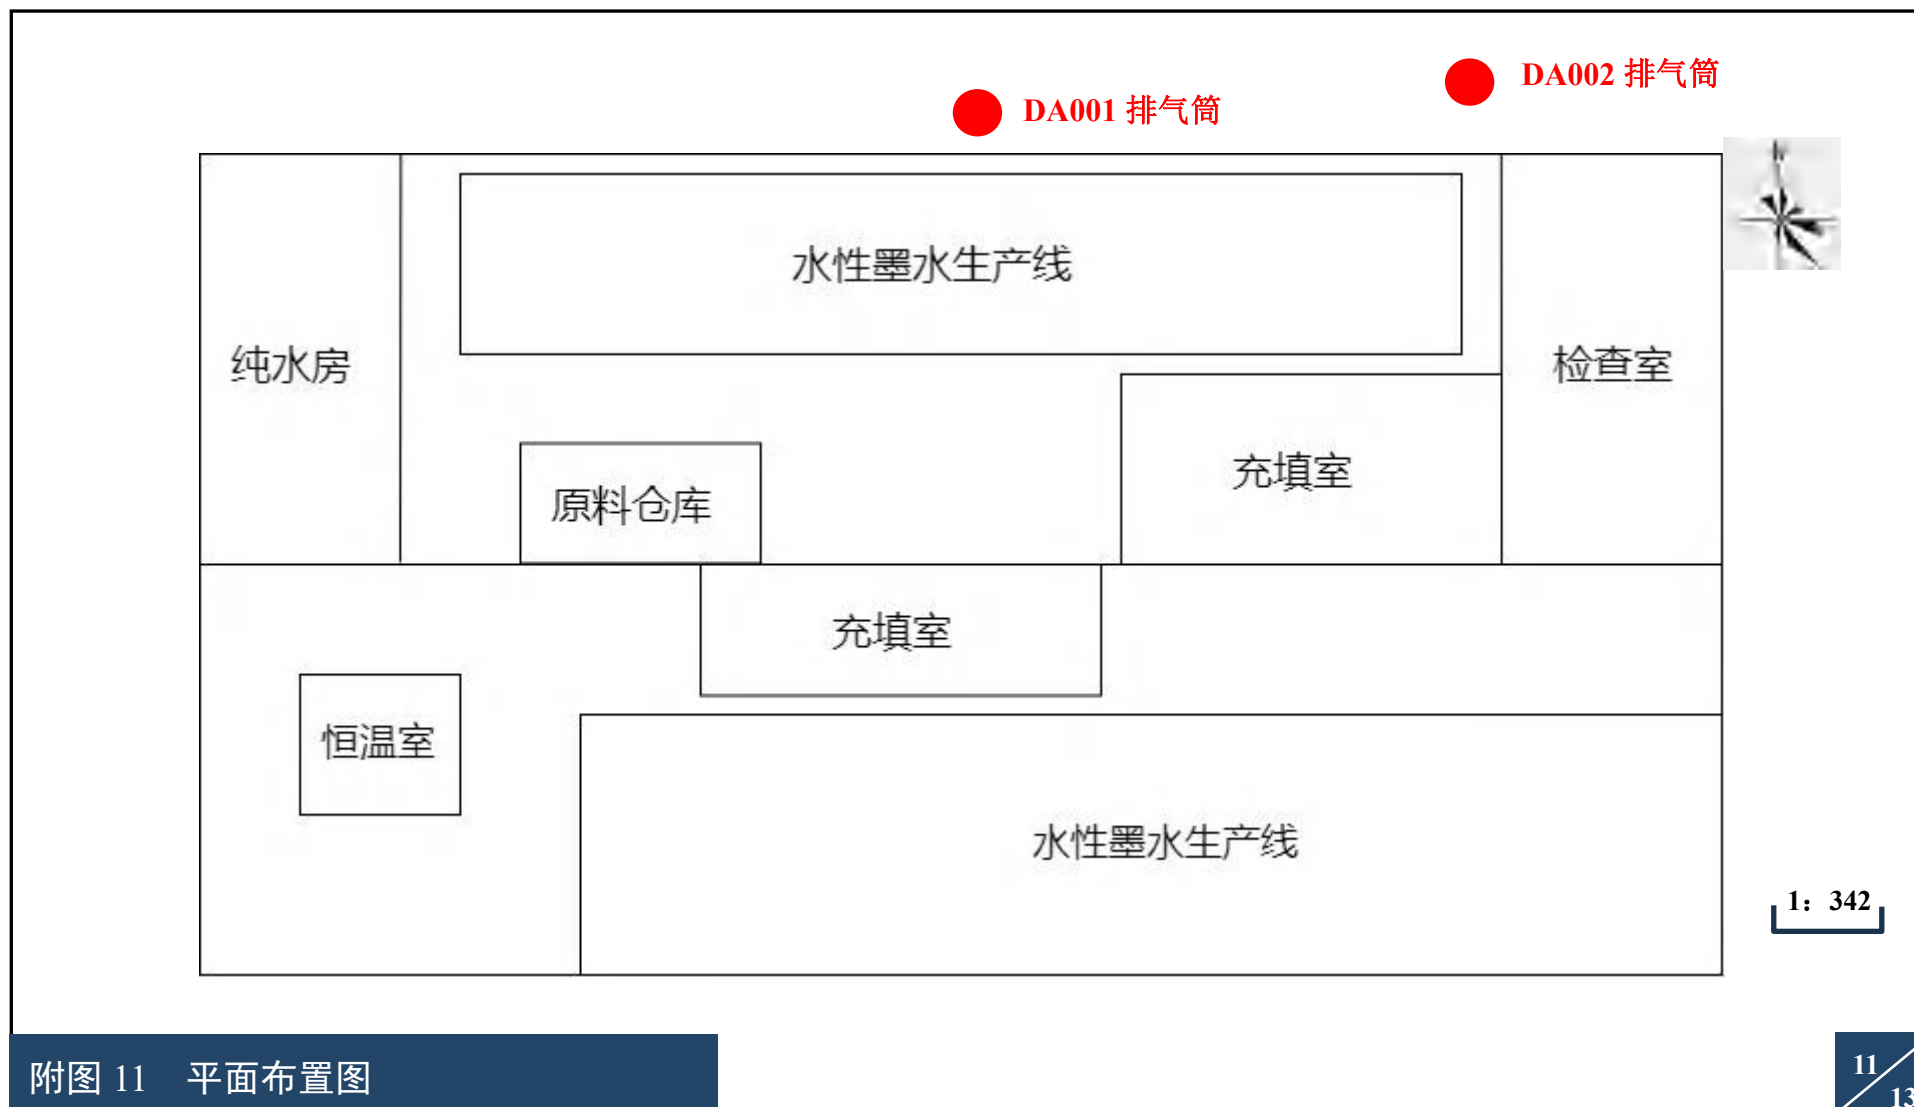 DA002 排气筒
DA001 排气筒
水性墨水生产线
纯水房
检查室
充填室
原料仓库
充填室
恒温室
水性墨水生产线
1：342
附图 11 平面布置图
11
13